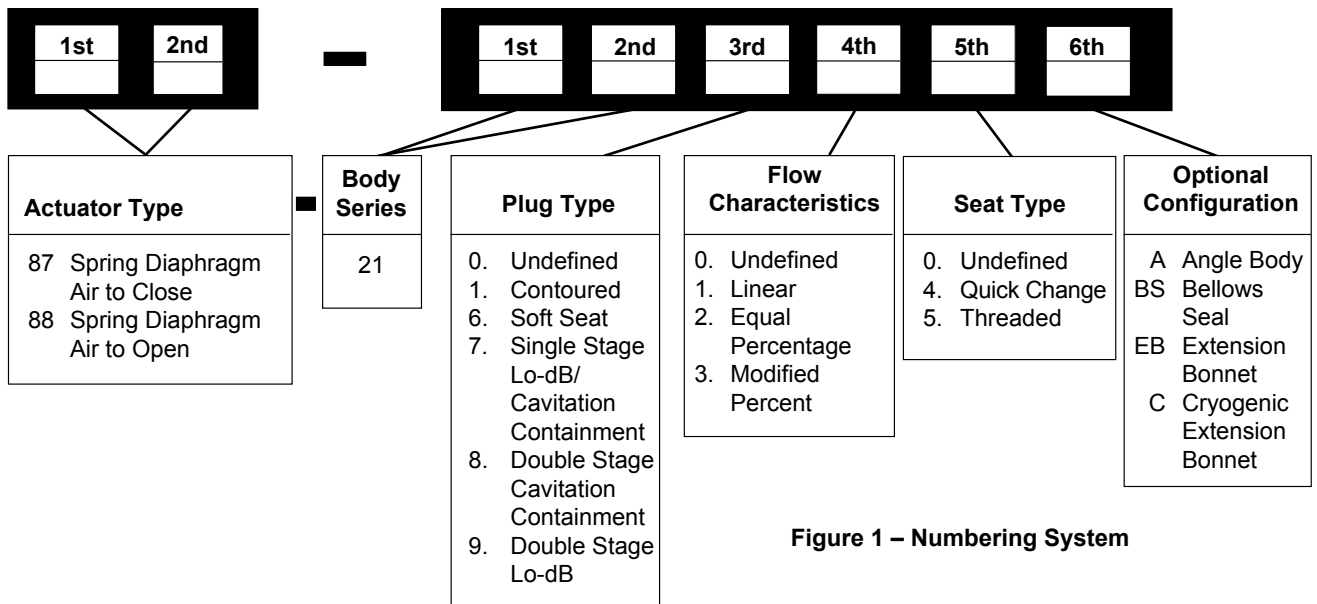 1st 2nd - 1st 2nd 3rd 4th 5th 6th
Actuator Type
87 Spring Diaphragm
Air to Close
88 Spring Diaphragm
Air to Open
-
Body
Series
21
Plug Type
0. Undefined
1. Contoured
6. Soft Seat
7. Single Stage
Lo-dB/
Cavitation
Containment
8. Double Stage
Cavitation
Containment
9. Double Stage
Lo-dB
Flow
Characteristics
0. Undefined
1. Linear
2. Equal
Percentage
3. Modified
Percent
Seat Type
0. Undefined
4. Quick Change
5. Threaded
Optional
Configuration
A Angle Body
BS Bellows
Seal
EB Extension
Bonnet
C Cryogenic
Extension
Bonnet
Figure 1 – Numbering System